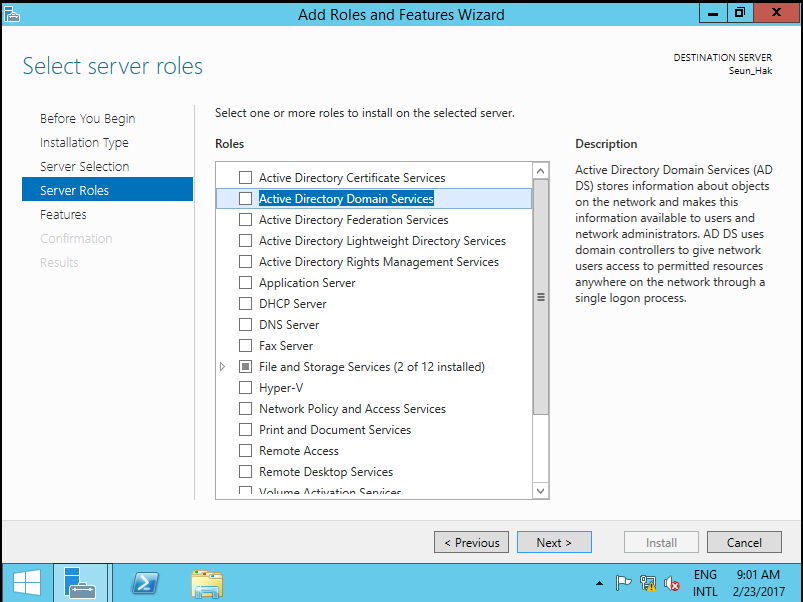 Add Roles and Features Wizard
Select server roles
DESTINATION SERVER
Seun_Hak
Before You Begin
Installation Type
Server Selection
Server Roles
Features
Confirmation
Results
Select one or more roles to install on the selected server.
Roles
Active Directory Certificate Services
Active Directory Domain Services
Active Directory Federation Services
Active Directory Lightweight Directory Services
Active Directory Rights Management Services
Application Server
DHCP Server
DNS Server
Fax Server
File and Storage Services (2 of 12 installed)
Hyper-V
Network Policy and Access Services
Print and Document Services
Remote Access
Remote Desktop Services
Volume Activation Services
Description
Active Directory Domain Services (AD
DS) stores information about objects
on the network and makes this
information available to users and
network administrators. AD DS uses
domain controllers to give network
users access to permitted resources
anywhere on the network through a
single logon process.
< Previous
Next >
Install
Cancel
ENG
INTL
9:01 AM
2/23/2017